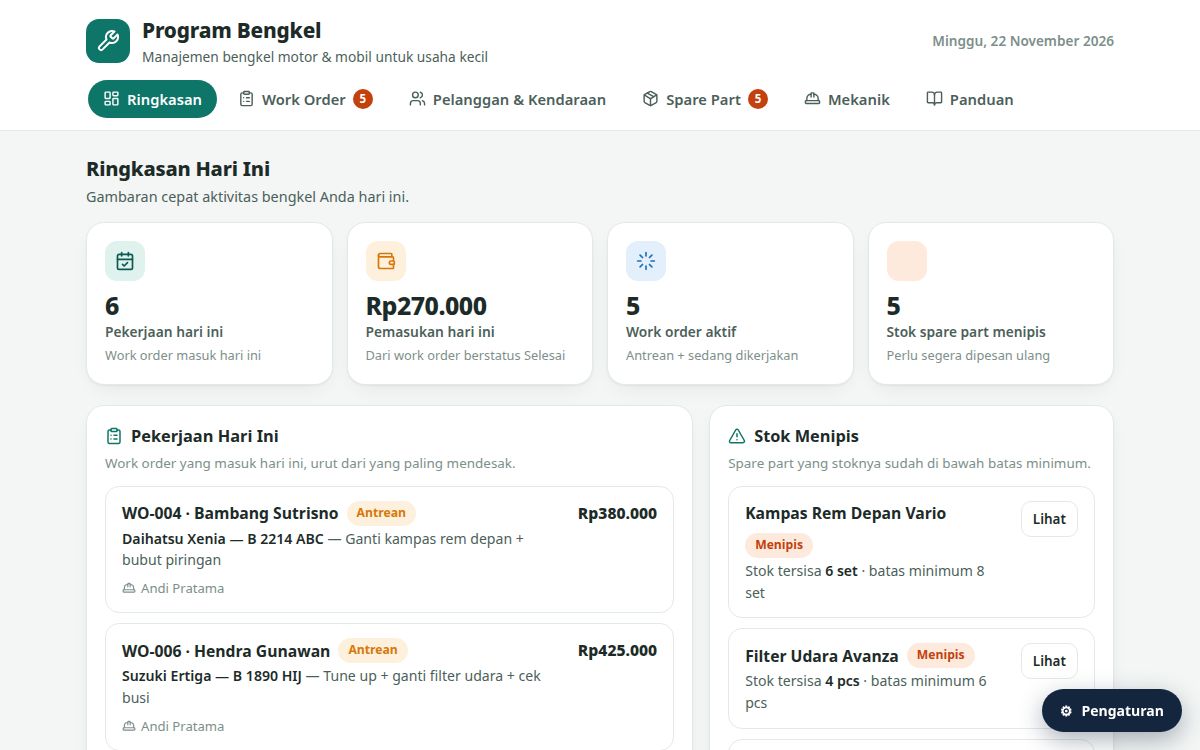 Program Bengkel
Manajemen bengkel motor & mobil untuk usaha kecil
Minggu, 22 November 2026
Ringkasan
Work Order 5
Pelanggan & Kendaraan
Spare Part 5
Mekanik
Panduan
Ringkasan Hari Ini
Gambaran cepat aktivitas bengkel Anda hari ini.
6
Pekerjaan hari ini
Work order masuk hari ini
Rp270.000
Pemasukan hari ini
Dari work order berstatus Selesai
5
Work order aktif
Antrean + sedang dikerjakan
5
Stok spare part menipis
Perlu segera dipesan ulang
Pekerjaan Hari Ini
Work order yang masuk hari ini, urut dari yang paling mendesak.
WO-004 · Bambang Sutrisno Antrean Rp380.000
Daihatsu Xenia — B 2214 ABC — Ganti kampas rem depan +
bubut piringan
Andi Pratama
WO-006 · Hendra Gunawan Antrean Rp425.000
Suzuki Ertiga — B 1890 HIJ — Tune up + ganti filter udara + cek
busi
Andi Pratama
Stok Menipis
Spare part yang stoknya sudah di bawah batas minimum.
Kampas Rem Depan Vario Lihat
Menipis
Stok tersisa 6 set · batas minimum 8
set
Filter Udara Avanza Menipis Lihat
Stok tersisa 4 pcs · batas minimum 6
pcs
Pengaturan